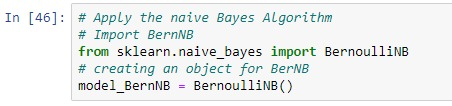 In [46]: # Apply the naive Bayes Algorithm
# Import BernNB
from sklearn.naive_bayes import BernoulliNB
# creating an object for BerNB
model_BernNB = BernoulliNB()